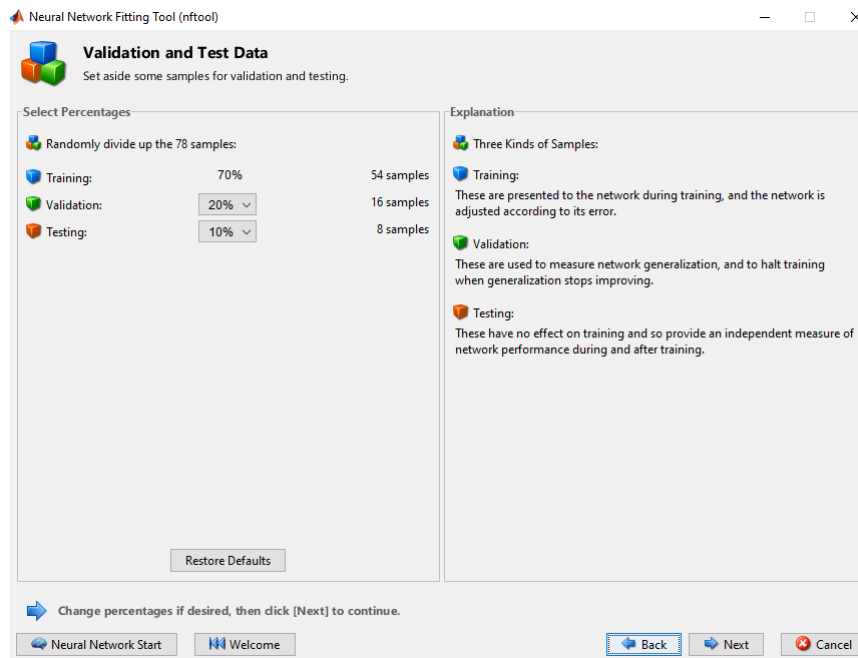 Neural Network Fitting Tool (nftool)
Validation and Test Data
Set aside some samples for validation and testing.
Select Percentages
Randomly divide up the 78 samples:
Training: 70% 54 samples
Validation: 20% 16 samples
Testing: 10% 8 samples
Restore Defaults
Explanation
Three Kinds of Samples:
Training:
These are presented to the network during training, and the network is
adjusted according to its error.
Validation:
These are used to measure network generalization, and to halt training
when generalization stops improving.
Testing:
These have no effect on training and so provide an independent measure of
network performance during and after training.
Change percentages if desired, then click [Next] to continue.
Neural Network Start Welcome Back Next Cancel